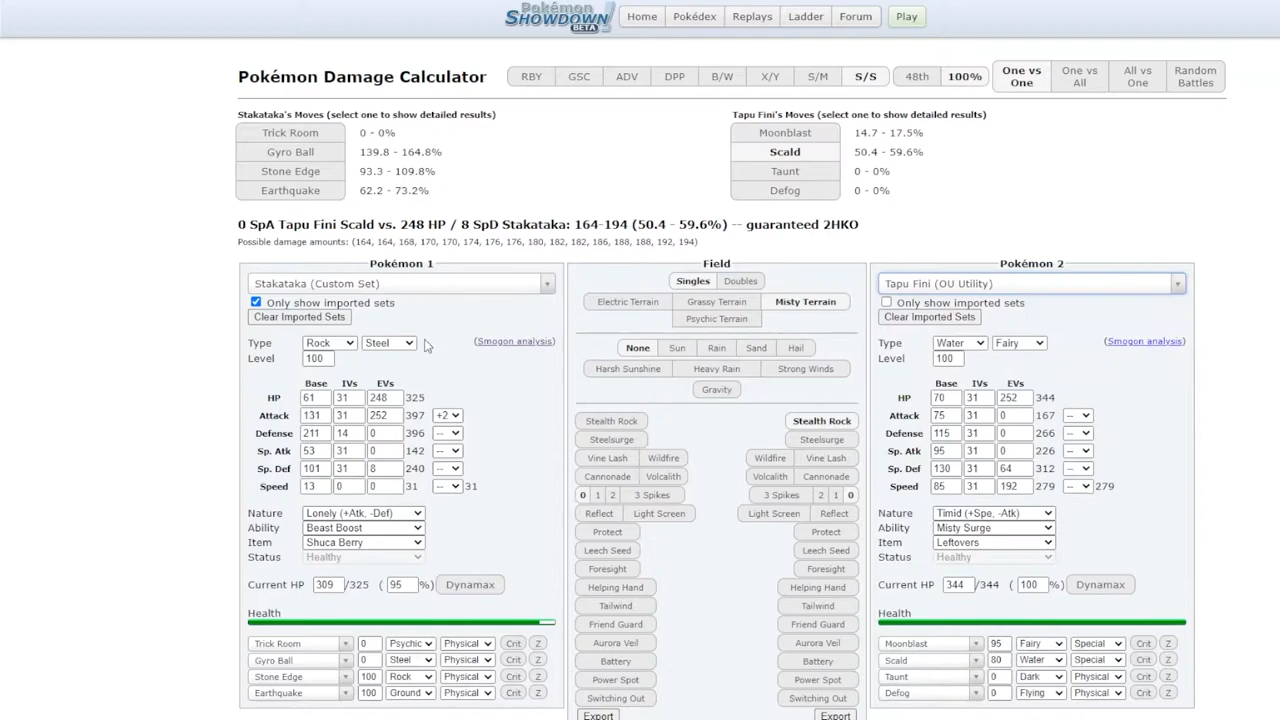 Pokémon SHOWDOWN! BETA Home Pokédex Replays Ladder Forum Play
Pokémon Damage Calculator RBY GSC ADV DPP B/W X/Y S/M S/S 48th 100% One vs One One vs All All vs One Random Battles
Stakataka's Moves (select one to show detailed results)
Trick Room 0 - 0%
Gyro Ball 139.8 - 164.8%
Stone Edge 93.3 - 109.8%
Earthquake 62.2 - 73.2%
Tapu Fini's Moves (select one to show detailed results)
Moonblast 14.7 - 17.5%
Scald 50.4 - 59.6%
Taunt 0 - 0%
Defog 0 - 0%
0 SpA Tapu Fini Scald vs. 248 HP / 8 SpD Stakataka: 164-194 (50.4 - 59.6%) -- guaranteed 2HKO
Possible damage amounts: (164, 164, 168, 170, 170, 174, 176, 176, 180, 182, 182, 186, 188, 188, 192, 194)
Pokémon 1
Stakataka (Custom Set)
Only show imported sets
Clear Imported Sets
Type Rock Steel (Smogon analysis)
Level 100
Base IVs EVs
HP 61 31 248 325
Attack 131 31 252 397 +2
Defense 211 14 0 396 --
Sp. Atk 53 31 0 142 --
Sp. Def 101 31 8 240 --
Speed 13 0 0 31 -- 31
Nature Lonely (+Atk, -Def)
Ability Beast Boost
Item Shuca Berry
Status Healthy
Current HP 309 /325 ( 95 %) Dynamax
Health
Trick Room 0 Psychic Physical Crit Z
Gyro Ball 0 Steel Physical Crit Z
Stone Edge 100 Rock Physical Crit Z
Earthquake 100 Ground Physical Crit Z
Field
Singles Doubles
Electric Terrain Grassy Terrain Misty Terrain
Psychic Terrain
None Sun Rain Sand Hail
Harsh Sunshine Heavy Rain Strong Winds
Gravity
Stealth Rock Stealth Rock
Steelsurge Steelsurge
Vine Lash Wildfire Wildfire Vine Lash
Cannonade Volcalith Volcalith Cannonade
0 1 2 3 Spikes 3 Spikes 2 1 0
Reflect Light Screen Light Screen Reflect
Protect Protect
Leech Seed Leech Seed
Foresight Foresight
Helping Hand Helping Hand
Tailwind Tailwind
Friend Guard Friend Guard
Aurora Veil Aurora Veil
Battery Battery
Power Spot Power Spot
Switching Out Switching Out
Export Export
Pokémon 2
Tapu Fini (OU Utility)
Only show imported sets
Clear Imported Sets
Type Water Fairy (Smogon analysis)
Level 100
Base IVs EVs
HP 70 31 252 344
Attack 75 31 0 167 --
Defense 115 31 0 266 --
Sp. Atk 95 31 0 226 --
Sp. Def 130 31 64 312 --
Speed 85 31 192 279 -- 279
Nature Timid (+Spe, -Atk)
Ability Misty Surge
Item Leftovers
Status Healthy
Current HP 344 /344 ( 100 %) Dynamax
Health
Moonblast 95 Fairy Special Crit Z
Scald 80 Water Special Crit Z
Taunt 0 Dark Physical Crit Z
Defog 0 Flying Physical Crit Z